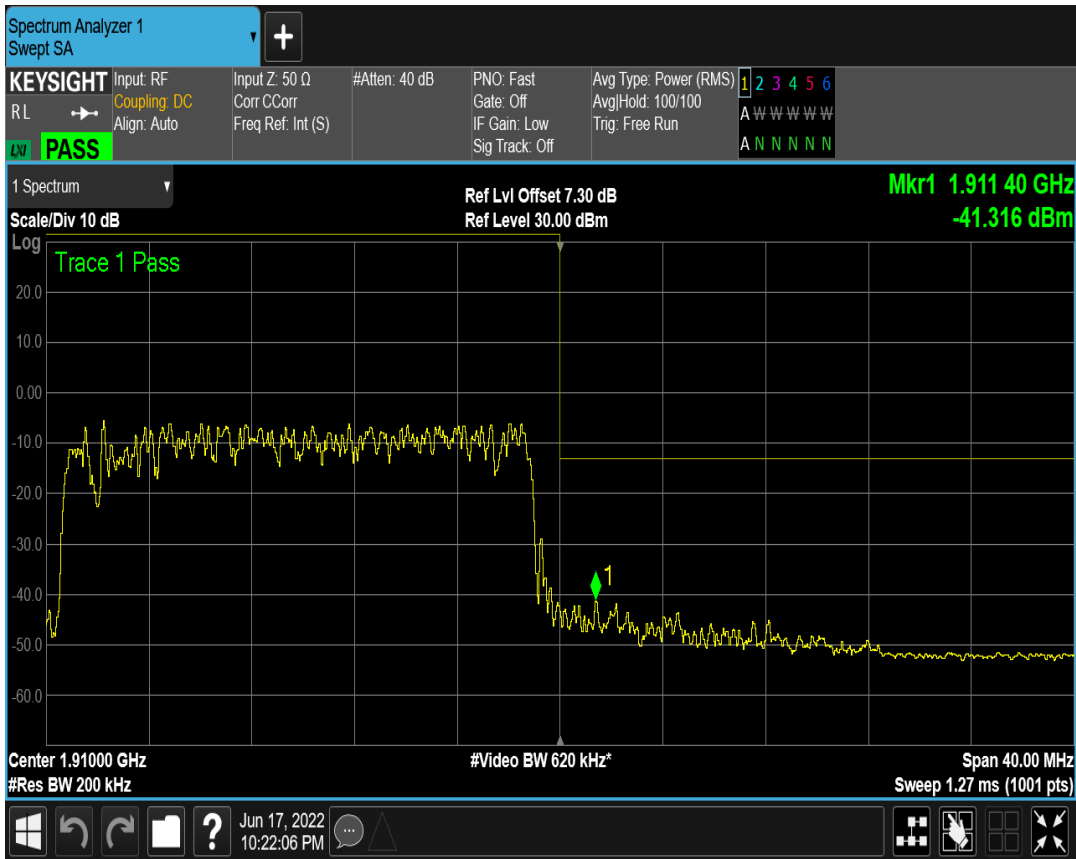 Spectrum Analyzer 1
Swept SA
+
KEYSIGHT
R L
LXI PASS
Input: RF
Coupling: DC
Align: Auto
Input Z: 50 Ω
Corr CCorr
Freq Ref: Int (S)
#Atten: 40 dB
PNO: Fast
Gate: Off
IF Gain: Low
Sig Track: Off
Avg Type: Power (RMS)
Avg|Hold: 100/100
Trig: Free Run
1 2 3 4 5 6
A W W W W W
A N N N N N
1 Spectrum
Scale/Div 10 dB
Ref Lvl Offset 7.30 dB
Ref Level 30.00 dBm
Mkr1 1.911 40 GHz
-41.316 dBm
Log
Trace 1 Pass
20.0
10.0
0.00
-10.0
-20.0
-30.0
-40.0
-50.0
-60.0
1
Center 1.91000 GHz
#Res BW 200 kHz
#Video BW 620 kHz*
Span 40.00 MHz
Sweep 1.27 ms (1001 pts)
?
Jun 17, 2022
10:22:06 PM